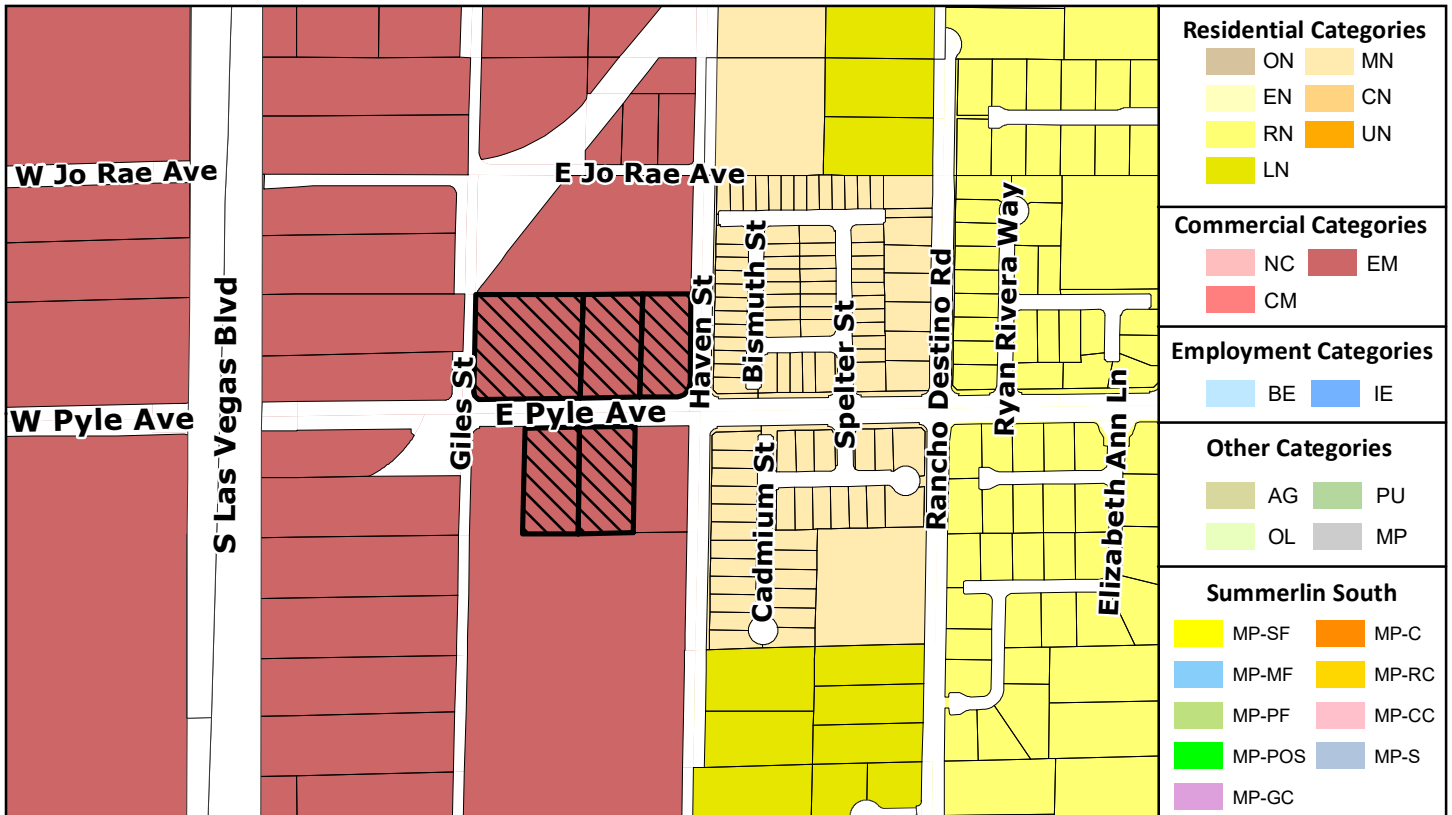 W Jo Rae Ave
E Jo Rae Ave
S Las Vegas Blvd
Giles St
Haven St
Bismuth St
Spelter St
Rancho Destino Rd
Ryan Rivera Way
W Pyle Ave
E Pyle Ave
Cadmium St
Elizabeth Ann Ln
Residential Categories
ON MN
EN CN
RN UN
LN
Commercial Categories
NC EM
CM
Employment Categories
BE IE
Other Categories
AG PU
OL MP
Summerlin South
MP-SF MP-C
MP-MF MP-RC
MP-PF MP-CC
MP-POS MP-S
MP-GC